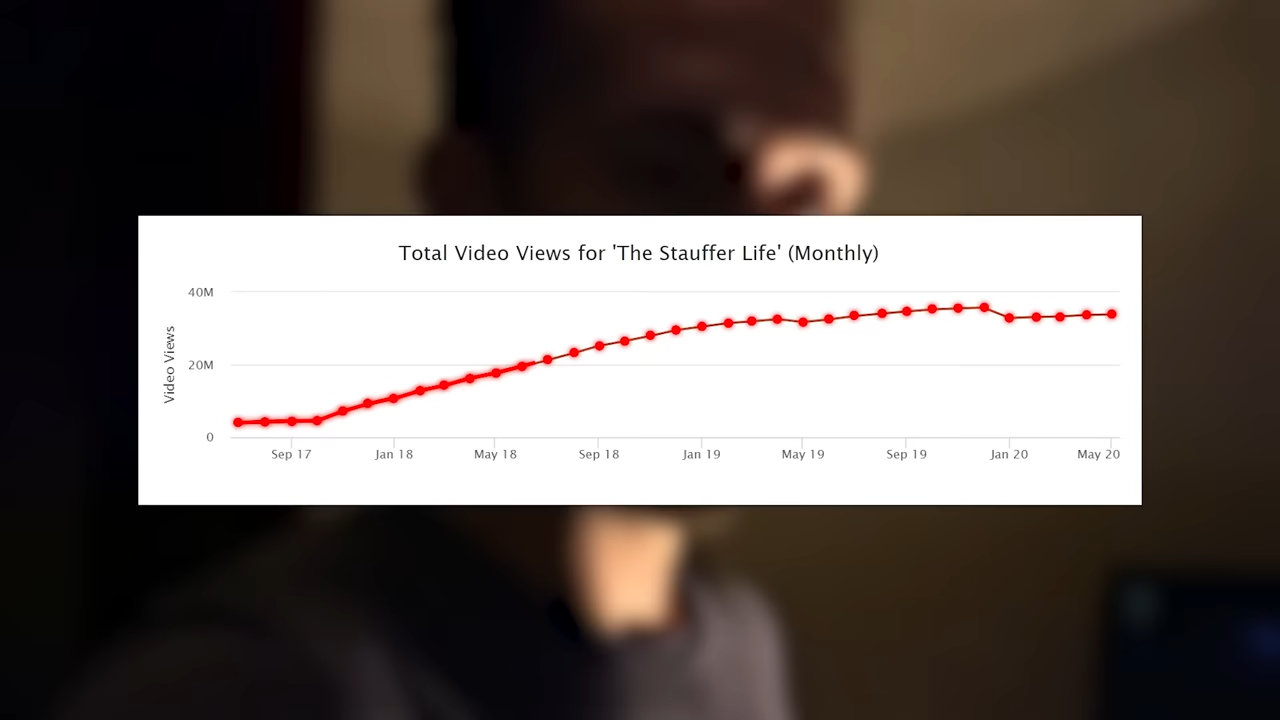 Total Video Views for 'The Stauffer Life' (Monthly)
40M
20M
0
Video Views
Sep 17 Jan 18 May 18 Sep 18 Jan 19 May 19 Sep 19 Jan 20 May 20